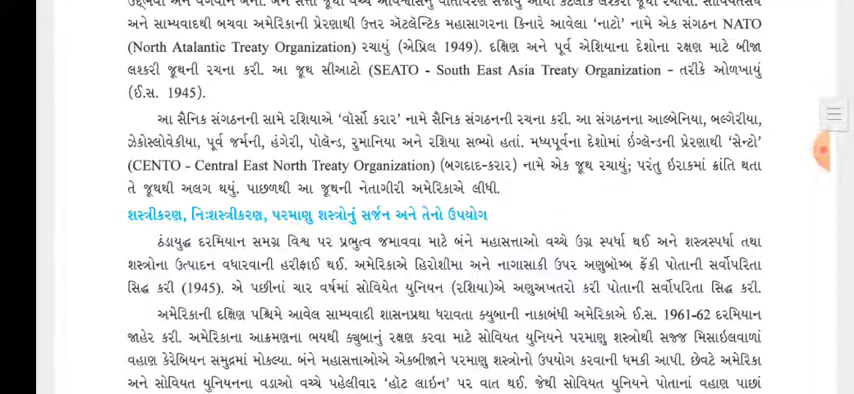 અને સામ્યવાદથી બચવા અમેરિકાની પ્રેરણાથી ઉત્તર ઍટલૅન્ટિક મહાસાગરના કિનારે આવેલા 'નાટો' નામે એક સંગઠન NATO
(North Atalantic Treaty Organization) રચાયું (એપ્રિલ 1949). દક્ષિણ અને પૂર્વ એશિયાના દેશોના રક્ષણ માટે બીજા
લશ્કરી જૂથની રચના કરી. આ જૂથ સીઆટો (SEATO - South East Asia Treaty Organization - તરીકે ઓળખાયું
(ઈ.સ. 1945).
આ સૈનિક સંગઠનની સામે રશિયાએ 'વૉર્સો કરાર' નામે સૈનિક સંગઠનની રચના કરી. આ સંગઠનના આલ્બેનિયા, બલ્ગેરીયા,
ઝેકોસ્લોવેકીયા, પૂર્વ જર્મની, હંગેરી, પોલૅન્ડ, રુમાનિયા અને રશિયા સભ્યો હતાં. મધ્યપૂર્વના દેશોમાં ઇંગ્લૅન્ડની પ્રેરણાથી 'સેન્ટો'
(CENTO - Central East North Treaty Organization) (બગદાદ-કરાર) નામે એક જૂથ રચાયું; પરંતુ ઇરાકમાં ક્રાંતિ થતા
તે જૂથથી અલગ થયું. પાછળથી આ જૂથની નેતાગીરી અમેરિકાએ લીધી.
શસ્ત્રીકરણ, નિઃશસ્ત્રીકરણ, પરમાણુ શસ્ત્રોનું સર્જન અને તેનો ઉપયોગ
ઠંડાયુદ્ધ દરમિયાન સમગ્ર વિશ્વ પર પ્રભુત્વ જમાવવા માટે બંને મહાસત્તાઓ વચ્ચે ઉગ્ર સ્પર્ધા થઈ અને શસ્ત્રસ્પર્ધા તથા
શસ્ત્રોના ઉત્પાદન વધારવાની હરીફાઈ થઈ. અમેરિકાએ હિરોશીમા અને નાગાસાકી ઉપર અણુબૉમ્બ ફેંકી પોતાની સર્વોપરિતા
સિદ્ધ કરી (1945). એ પછીનાં ચાર વર્ષમાં સોવિયેત યુનિયન (રશિયા)એ અણુઅખતરો કરી પોતાની સર્વોપરિતા સિદ્ધ કરી.
અમેરિકાની દક્ષિણ પશ્ચિમે આવેલ સામ્યવાદી શાસનપ્રથા ધરાવતા ક્યુબાની નાકાબંધી અમેરિકાએ ઈ.સ. 1961-62 દરમિયાન
જાહેર કરી. અમેરિકાના આક્રમણના ભયથી ક્યુબાનું રક્ષણ કરવા માટે સોવિયત યુનિયને પરમાણુ શસ્ત્રોથી સજ્જ મિસાઇલવાળાં
વહાણ કેરેબિયન સમુદ્રમાં મોકલ્યા. બંને મહાસત્તાઓએ એકબીજાને પરમાણુ શસ્ત્રોનો ઉપયોગ કરવાની ધમકી આપી. છેવટે અમેરિકા
અને સોવિયત યુનિયનના વડાઓ વચ્ચે પહેલીવાર 'હૉટ લાઇન' પર વાત થઈ. જેથી સોવિયત યુનિયને પોતાનાં વહાણ પાછાં